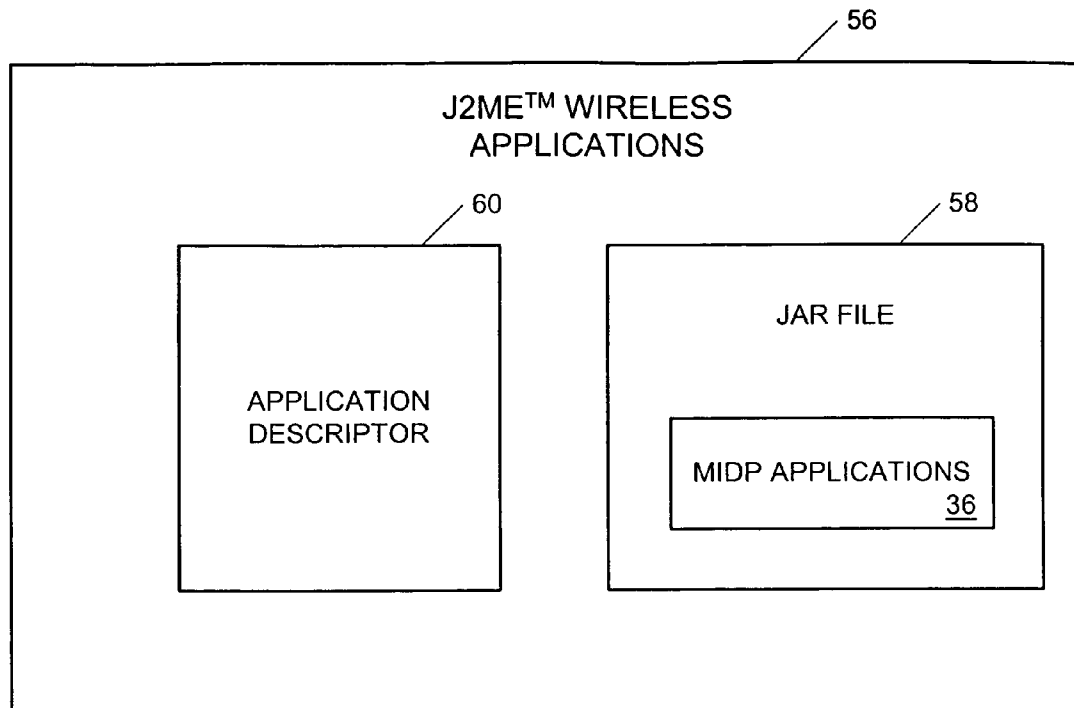 56
J2ME™ WIRELESS
APPLICATIONS
60
58
JAR FILE
APPLICATION
DESCRIPTOR
MIDP APPLICATIONS
36